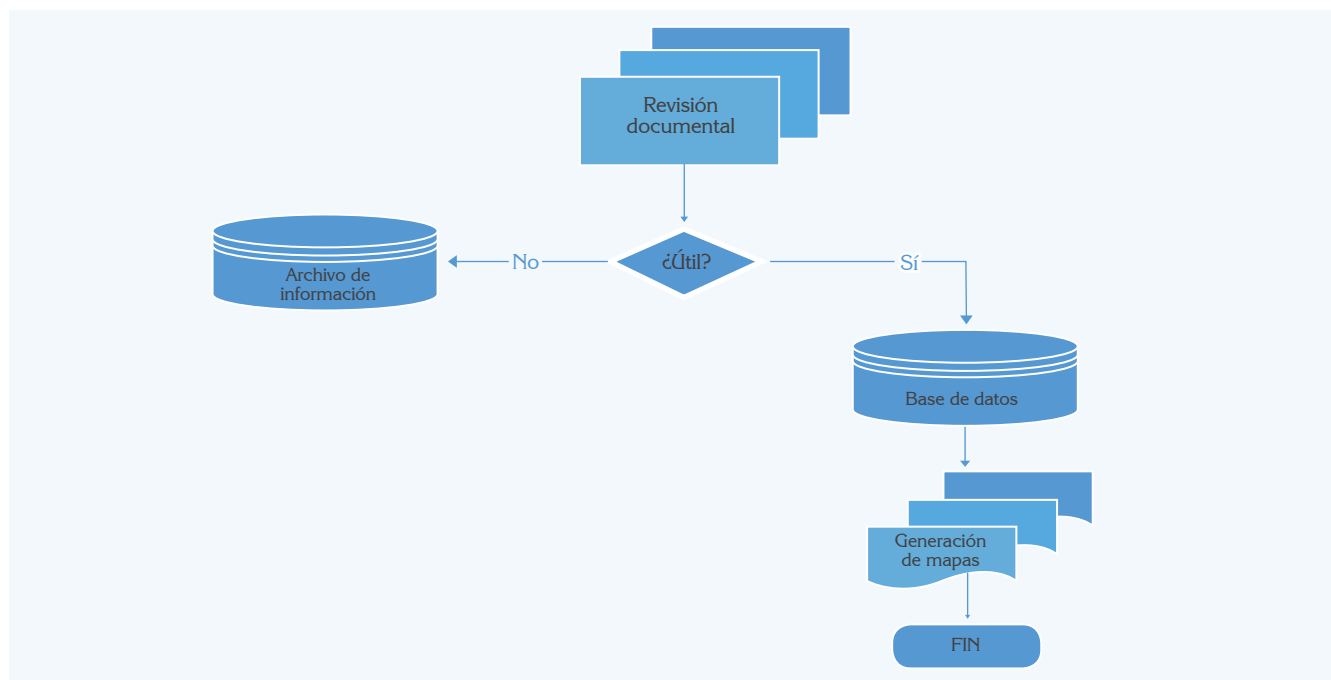 Revisión
documental
¿Útil?
No
Sí
Archivo de
información
Base de datos
Generación
de mapas
FIN